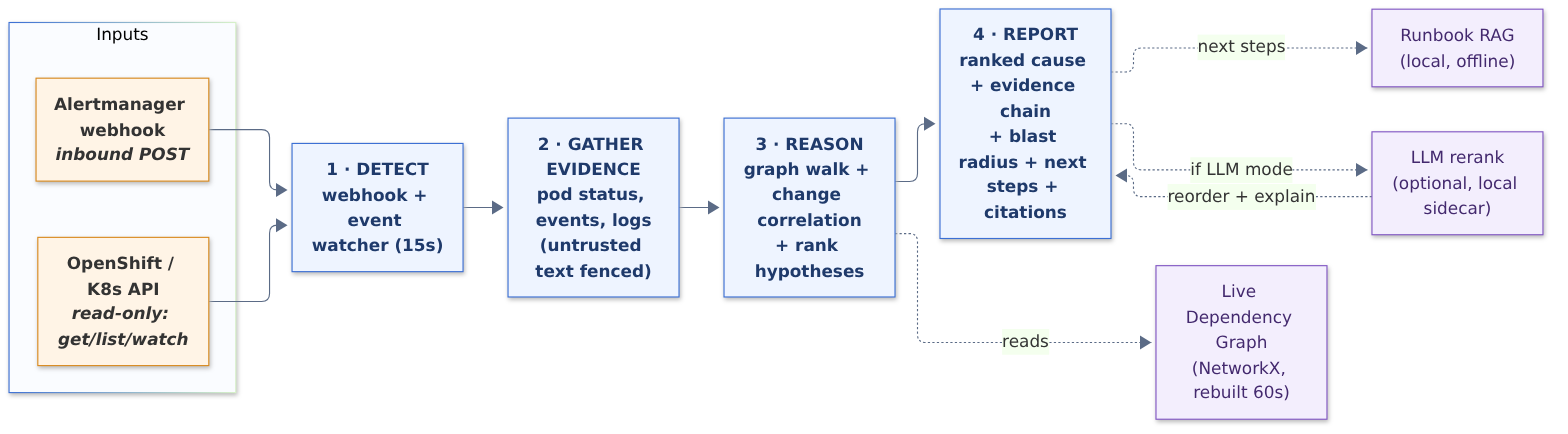 Inputs
Alertmanager
webhook
inbound POST
OpenShift /
K8s API
read-only:
get/list/watch
1 · DETECT
webhook +
event
watcher (15s)
2 · GATHER
EVIDENCE
pod status,
events, logs
(untrusted
text fenced)
3 · REASON
graph walk +
change
correlation
+ rank
hypotheses
4 · REPORT
ranked cause
+ evidence
chain
+ blast
radius + next
steps +
citations
next steps
if LLM mode
reorder + explain
reads
Runbook RAG
(local, offline)
LLM rerank
(optional, local
sidecar)
Live
Dependency
Graph
(NetworkX,
rebuilt 60s)